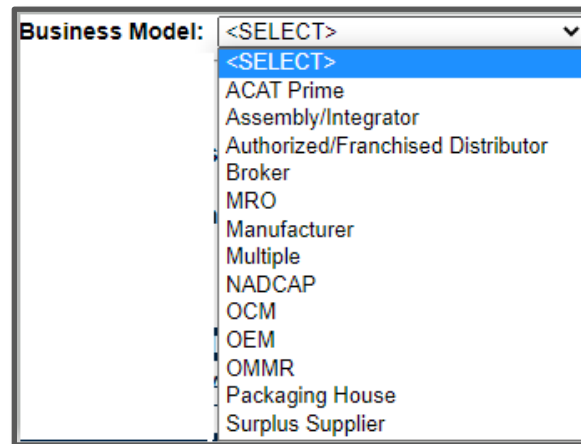 Business Model: <SELECT>
<SELECT>
ACAT Prime
Assembly/Integrator
Authorized/Franchised Distributor
Broker
MRO
Manufacturer
Multiple
NADCAP
OCM
OEM
OMMR
Packaging House
Surplus Supplier